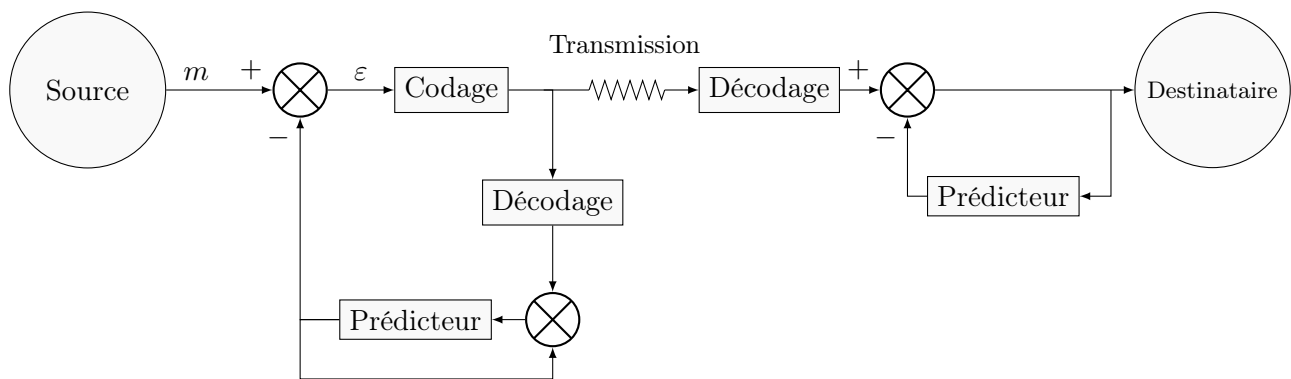 Transmission
Source
m
+
ε
Codage
Décodage
+
Destinataire
−
−
Décodage
Prédicteur
Prédicteur